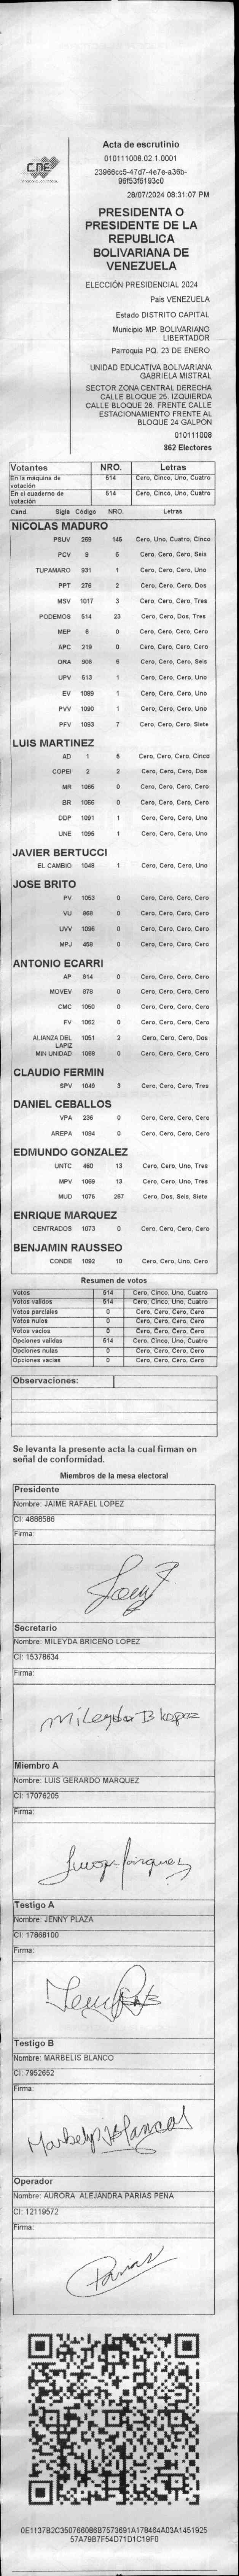 CNE
Acta de escrutinio
010111008.02.1.0001
23966cc5-47d7-4e7e-a36b-
96f53f6193c0
28/07/2024 08:31:07 PM
PRESIDENTA O
PRESIDENTE DE LA
REPUBLICA
BOLIVARIANA DE
VENEZUELA
ELECCIÓN PRESIDENCIAL 2024
País VENEZUELA
Estado DISTRITO CAPITAL
Municipio MP. BOLIVARIANO
LIBERTADOR
Parroquia PQ. 23 DE ENERO
UNIDAD EDUCATIVA BOLIVARIANA
GABRIELA MISTRAL
SECTOR ZONA CENTRAL DERECHA
CALLE BLOQUE 25. IZQUIERDA
CALLE BLOQUE 26. FRENTE CALLE
ESTACIONAMIENTO FRENTE AL
BLOQUE 24 GALPÓN
010111008
862 Electores
Votantes NRO. Letras
En la máquina de votación 514 Cero, Cinco, Uno, Cuatro
En el cuaderno de votación 514 Cero, Cinco, Uno, Cuatro
Cand. Sigla Código NRO. Letras
NICOLAS MADURO
PSUV 269 145 Cero, Uno, Cuatro, Cinco
PCV 9 6 Cero, Cero, Cero, Seis
TUPAMARO 931 1 Cero, Cero, Cero, Uno
PPT 276 2 Cero, Cero, Cero, Dos
MSV 1017 3 Cero, Cero, Cero, Tres
PODEMOS 514 23 Cero, Cero, Dos, Tres
MEP 6 0 Cero, Cero, Cero, Cero
APC 219 0 Cero, Cero, Cero, Cero
ORA 906 6 Cero, Cero, Cero, Seis
UPV 513 1 Cero, Cero, Cero, Uno
EV 1089 1 Cero, Cero, Cero, Uno
PVV 1090 1 Cero, Cero, Cero, Uno
PFV 1093 7 Cero, Cero, Cero, Siete
LUIS MARTINEZ
AD 1 5 Cero, Cero, Cero, Cinco
COPEI 2 2 Cero, Cero, Cero, Dos
MR 1065 0 Cero, Cero, Cero, Cero
BR 1066 0 Cero, Cero, Cero, Cero
DDP 1091 1 Cero, Cero, Cero, Uno
UNE 1095 1 Cero, Cero, Cero, Uno
JAVIER BERTUCCI
EL CAMBIO 1048 1 Cero, Cero, Cero, Uno
JOSE BRITO
PV 1053 0 Cero, Cero, Cero, Cero
VU 868 0 Cero, Cero, Cero, Cero
UVV 1096 0 Cero, Cero, Cero, Cero
MPJ 458 0 Cero, Cero, Cero, Cero
ANTONIO ECARRI
AP 814 0 Cero, Cero, Cero, Cero
MOVEV 878 0 Cero, Cero, Cero, Cero
CMC 1050 0 Cero, Cero, Cero, Cero
FV 1062 0 Cero, Cero, Cero, Cero
ALIANZA DEL LAPIZ 1051 2 Cero, Cero, Cero, Dos
MIN UNIDAD 1068 0 Cero, Cero, Cero, Cero
CLAUDIO FERMIN
SPV 1049 3 Cero, Cero, Cero, Tres
DANIEL CEBALLOS
VPA 236 0 Cero, Cero, Cero, Cero
AREPA 1094 0 Cero, Cero, Cero, Cero
EDMUNDO GONZALEZ
UNTC 480 13 Cero, Cero, Uno, Tres
MPV 1069 13 Cero, Cero, Uno, Tres
MUD 1075 267 Cero, Dos, Seis, Siete
ENRIQUE MARQUEZ
CENTRADOS 1073 0 Cero, Cero, Cero, Cero
BENJAMIN RAUSSEO
CONDE 1092 10 Cero, Cero, Uno, Cero
Resumen de votos
Votos 514 Cero, Cinco, Uno, Cuatro
Votos validos 514 Cero, Cinco, Uno, Cuatro
Votos parciales 0 Cero, Cero, Cero, Cero
Votos nulos 0 Cero, Cero, Cero, Cero
Votos vacios 0 Cero, Cero, Cero, Cero
Opciones validas 514 Cero, Cinco, Uno, Cuatro
Opciones nulas 0 Cero, Cero, Cero, Cero
Opciones vacias 0 Cero, Cero, Cero, Cero
Observaciones:
Se levanta la presente acta la cual firman en
señal de conformidad.
Miembros de la mesa electoral
Presidente
Nombre: JAIME RAFAEL LOPEZ
CI: 4888586
Firma:
Secretario
Nombre: MILEYDA BRICEÑO LOPEZ
CI: 15378634
Firma:
Mileyda B lopez
Miembro A
Nombre: LUIS GERARDO MARQUEZ
CI: 17076205
Firma:
Testigo A
Nombre: JENNY PLAZA
CI: 17868100
Firma:
Testigo B
Nombre: MARBELIS BLANCO
CI: 7952652
Firma:
Marbelys Blanco
Operador
Nombre: AURORA ALEJANDRA PARIAS PEÑA
CI: 12119572
Firma:
Parias
0E1137B2C350766086B7573691A178464A03A1451925
57A79B7F54D71D1C19F0